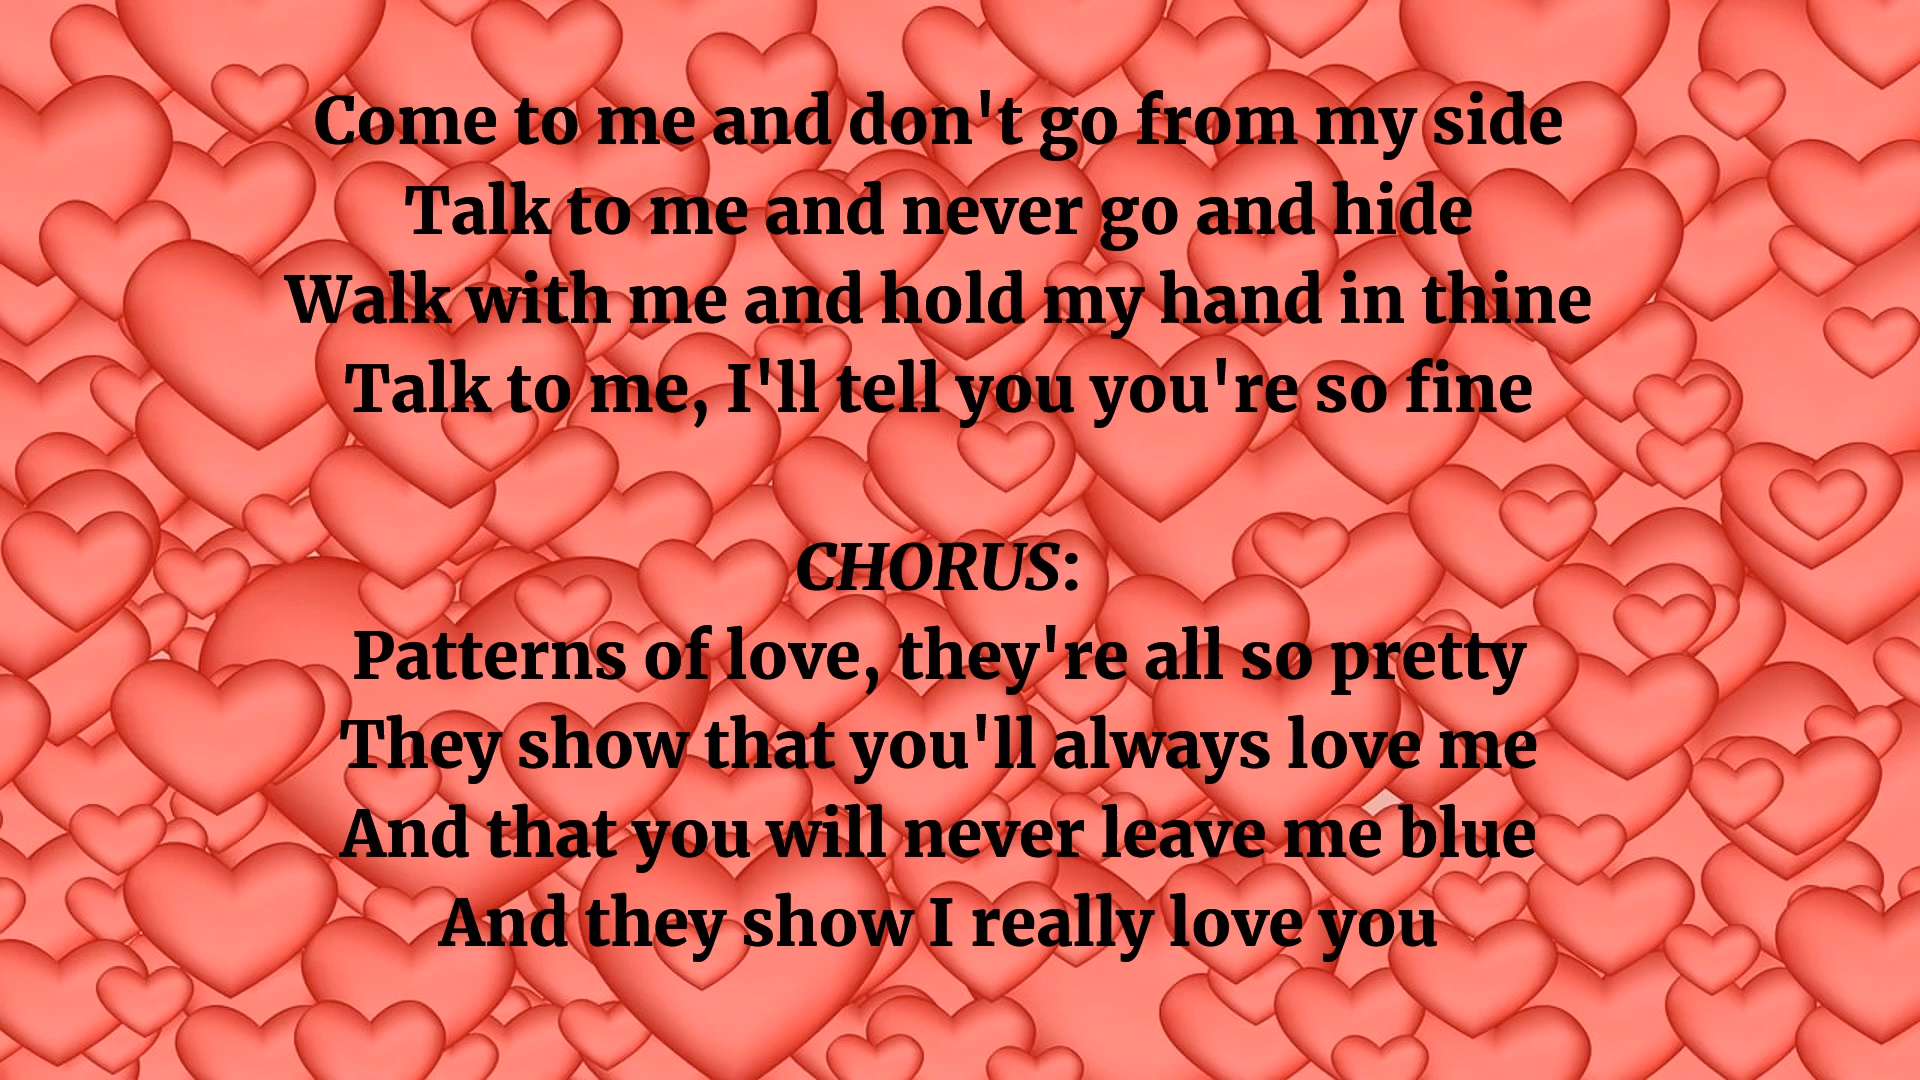 Come to me and don't go from my side
Talk to me and never go and hide
Walk with me and hold my hand in thine
Talk to me, I'll tell you you're so fine
CHORUS:
Patterns of love, they're all so pretty
They show that you'll always love me
And that you will never leave me blue
And they show I really love you